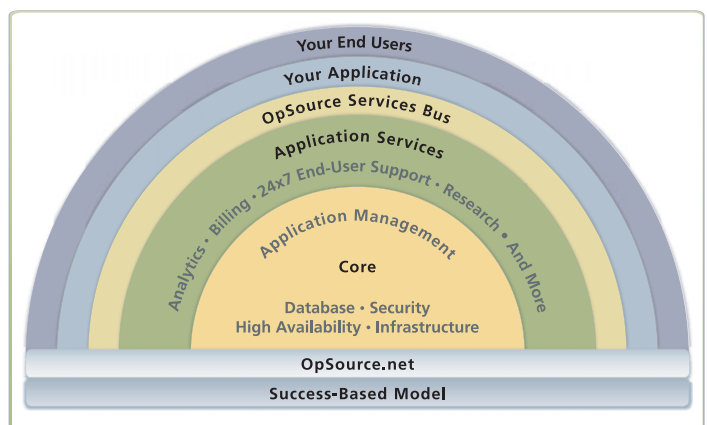 Your End Users
Your Application
OpSource Services Bus
Application Services
Analytics • Billing • 24x7 End-User Support • Research • And More
Application Management
Core
Database • Security
High Availability • Infrastructure
OpSource.net
Success-Based Model